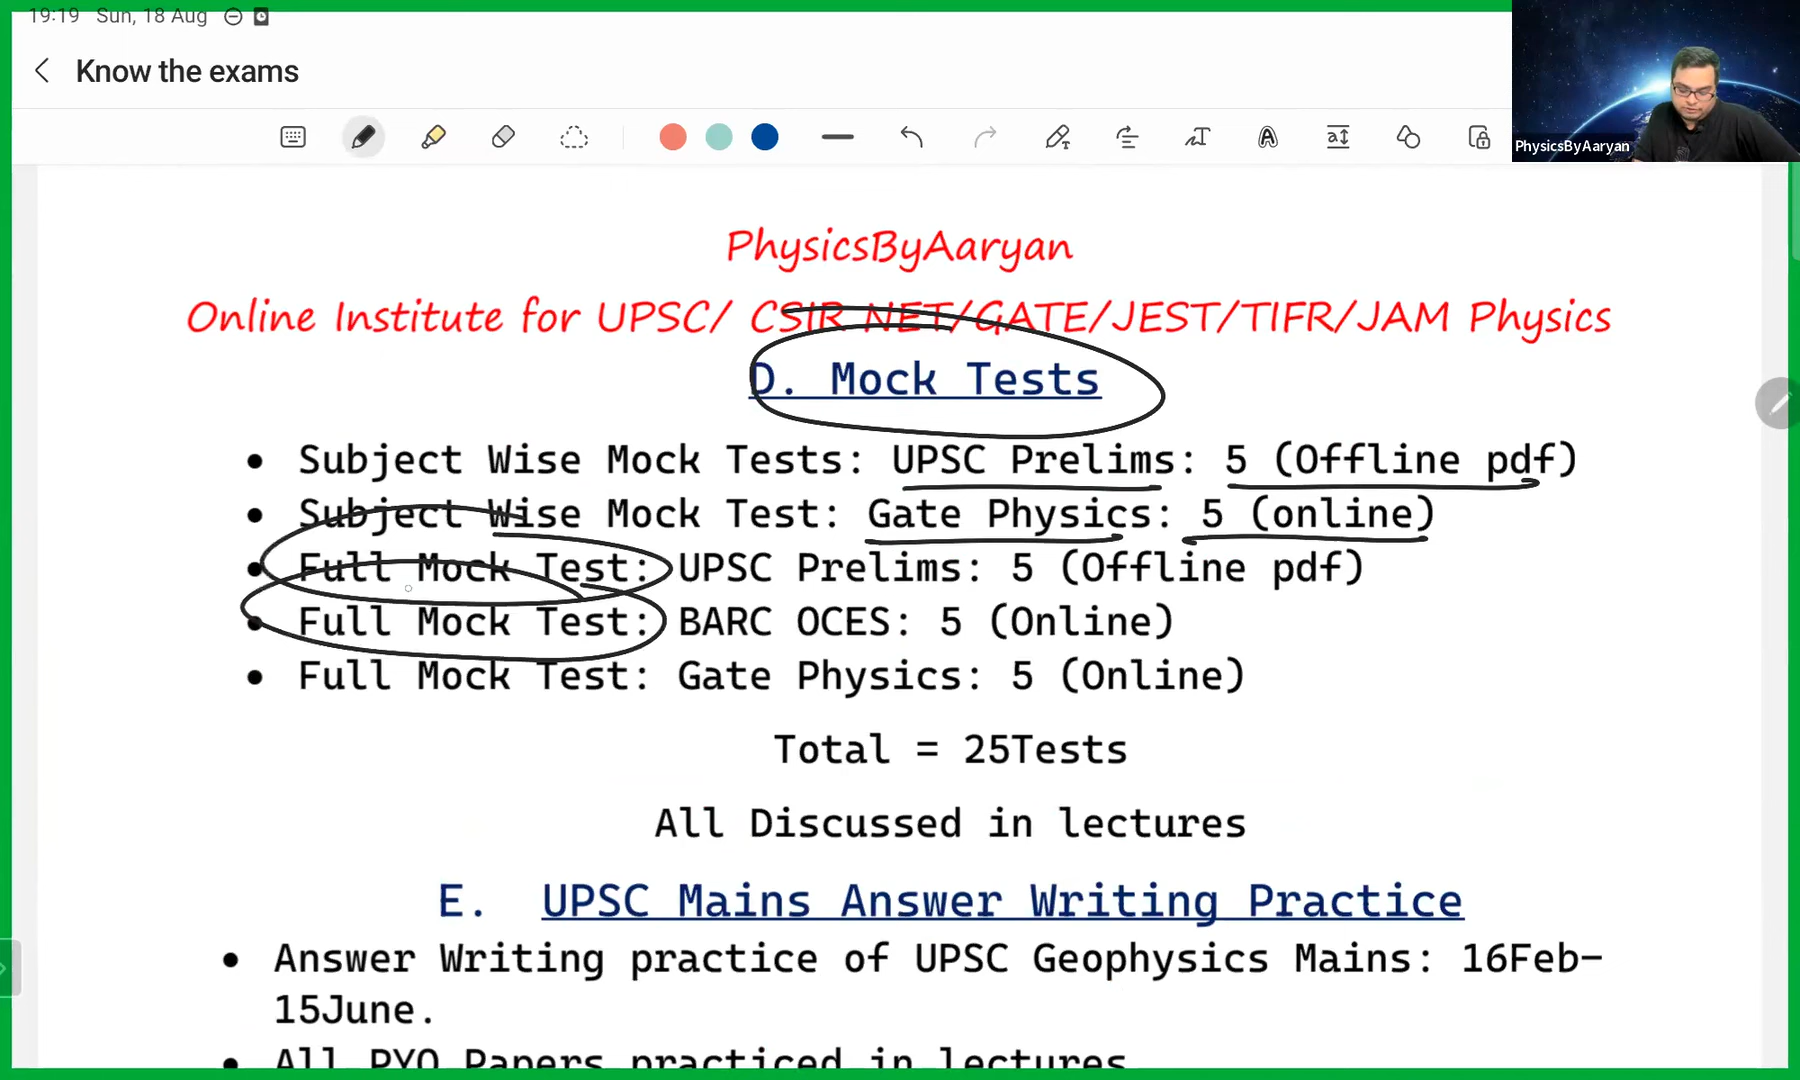 19:19 Sun, 18 Aug
Know the exams
PhysicsByAaryan
PhysicsByAaryan
Online Institute for UPSC/ CSIR NET/GATE/JEST/TIFR/JAM Physics
D. Mock Tests
• Subject Wise Mock Tests: UPSC Prelims: 5 (Offline pdf)
• Subject Wise Mock Test: Gate Physics: 5 (online)
• Full Mock Test: UPSC Prelims: 5 (Offline pdf)
• Full Mock Test: BARC OCES: 5 (Online)
• Full Mock Test: Gate Physics: 5 (Online)
Total = 25Tests
All Discussed in lectures
E. UPSC Mains Answer Writing Practice
• Answer Writing practice of UPSC Geophysics Mains: 16Feb-
15June.
• All PYQ Papers practiced in lectures